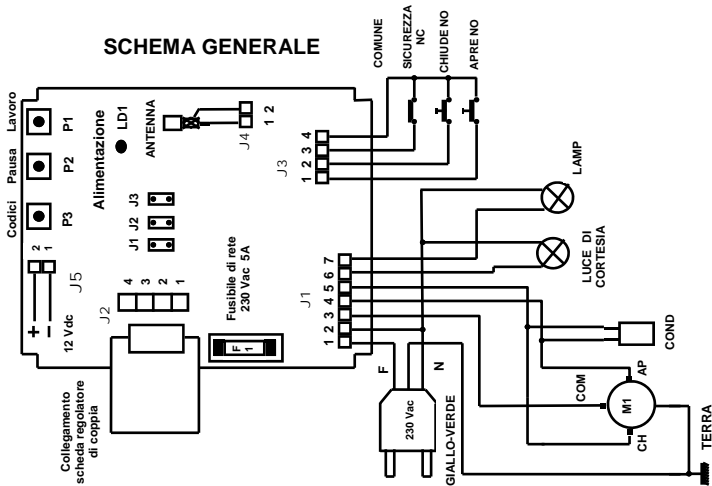 SCHEMA GENERALE
Codici
Pausa
Lavoro
P3
P2
P1
Alimentazione
LD1
ANTENNA
J4
1 2
2
1
J5
+
–
12 Vdc
J1
J2
J3
J2
4
3
2
1
Fusibile di rete
230 Vac 5A
F1
J3
1 2 3 4
J1
1 2 3 4 5 6 7
Collegamento
scheda regolatore
di coppia
COMUNE
SICUREZZA
NC
CHIUDE NO
APRE NO
LAMP
LUCE DI
CORTESIA
F
N
230 Vac
GIALLO-VERDE
COM
AP
M1
CH
COND
TERRA